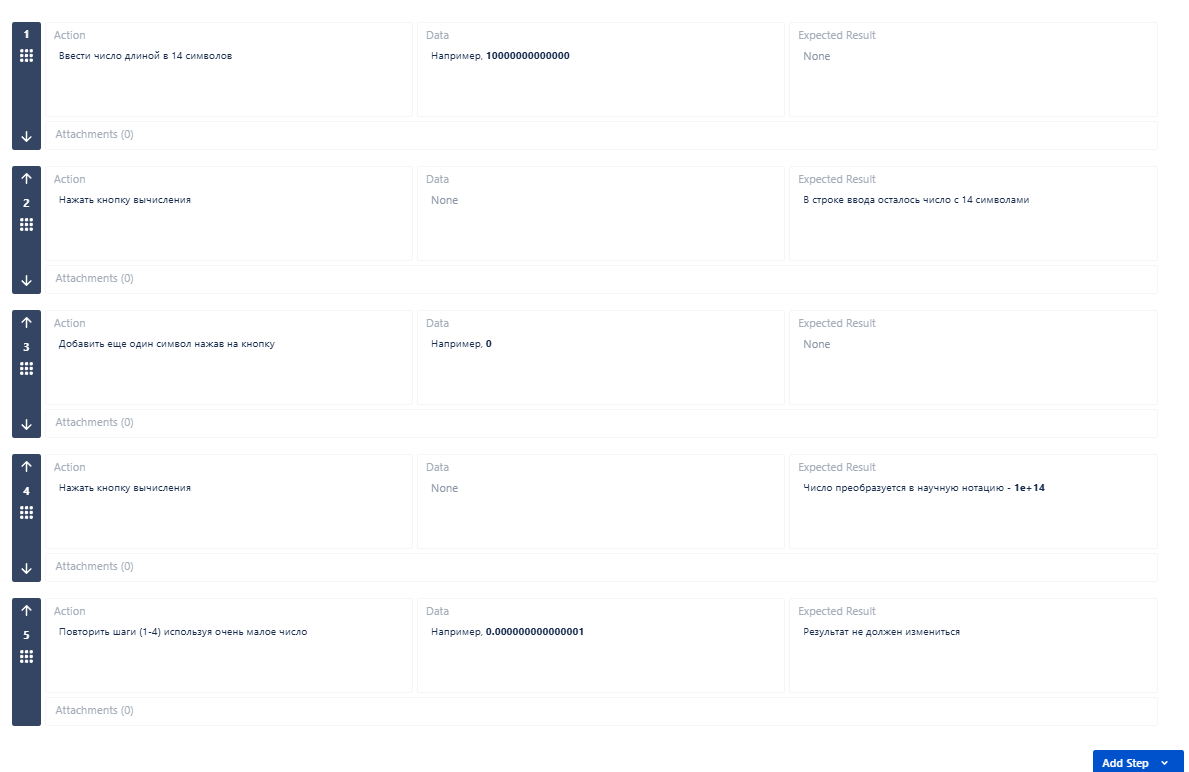 1
Action
Data
Expected Result
Ввести число длиной в 14 символов
Например, 10000000000000
None
Attachments (0)
2
Action
Data
Expected Result
Нажать кнопку вычисления
None
В строке ввода осталось число с 14 символами
Attachments (0)
3
Action
Data
Expected Result
Добавить еще один символ нажав на кнопку
Например, 0
None
Attachments (0)
4
Action
Data
Expected Result
Нажать кнопку вычисления
None
Число преобразуется в научную нотацию - 1e+14
Attachments (0)
5
Action
Data
Expected Result
Повторить шаги (1-4) используя очень малое число
Например, 0.000000000000001
Результат не должен измениться
Attachments (0)
Add Step